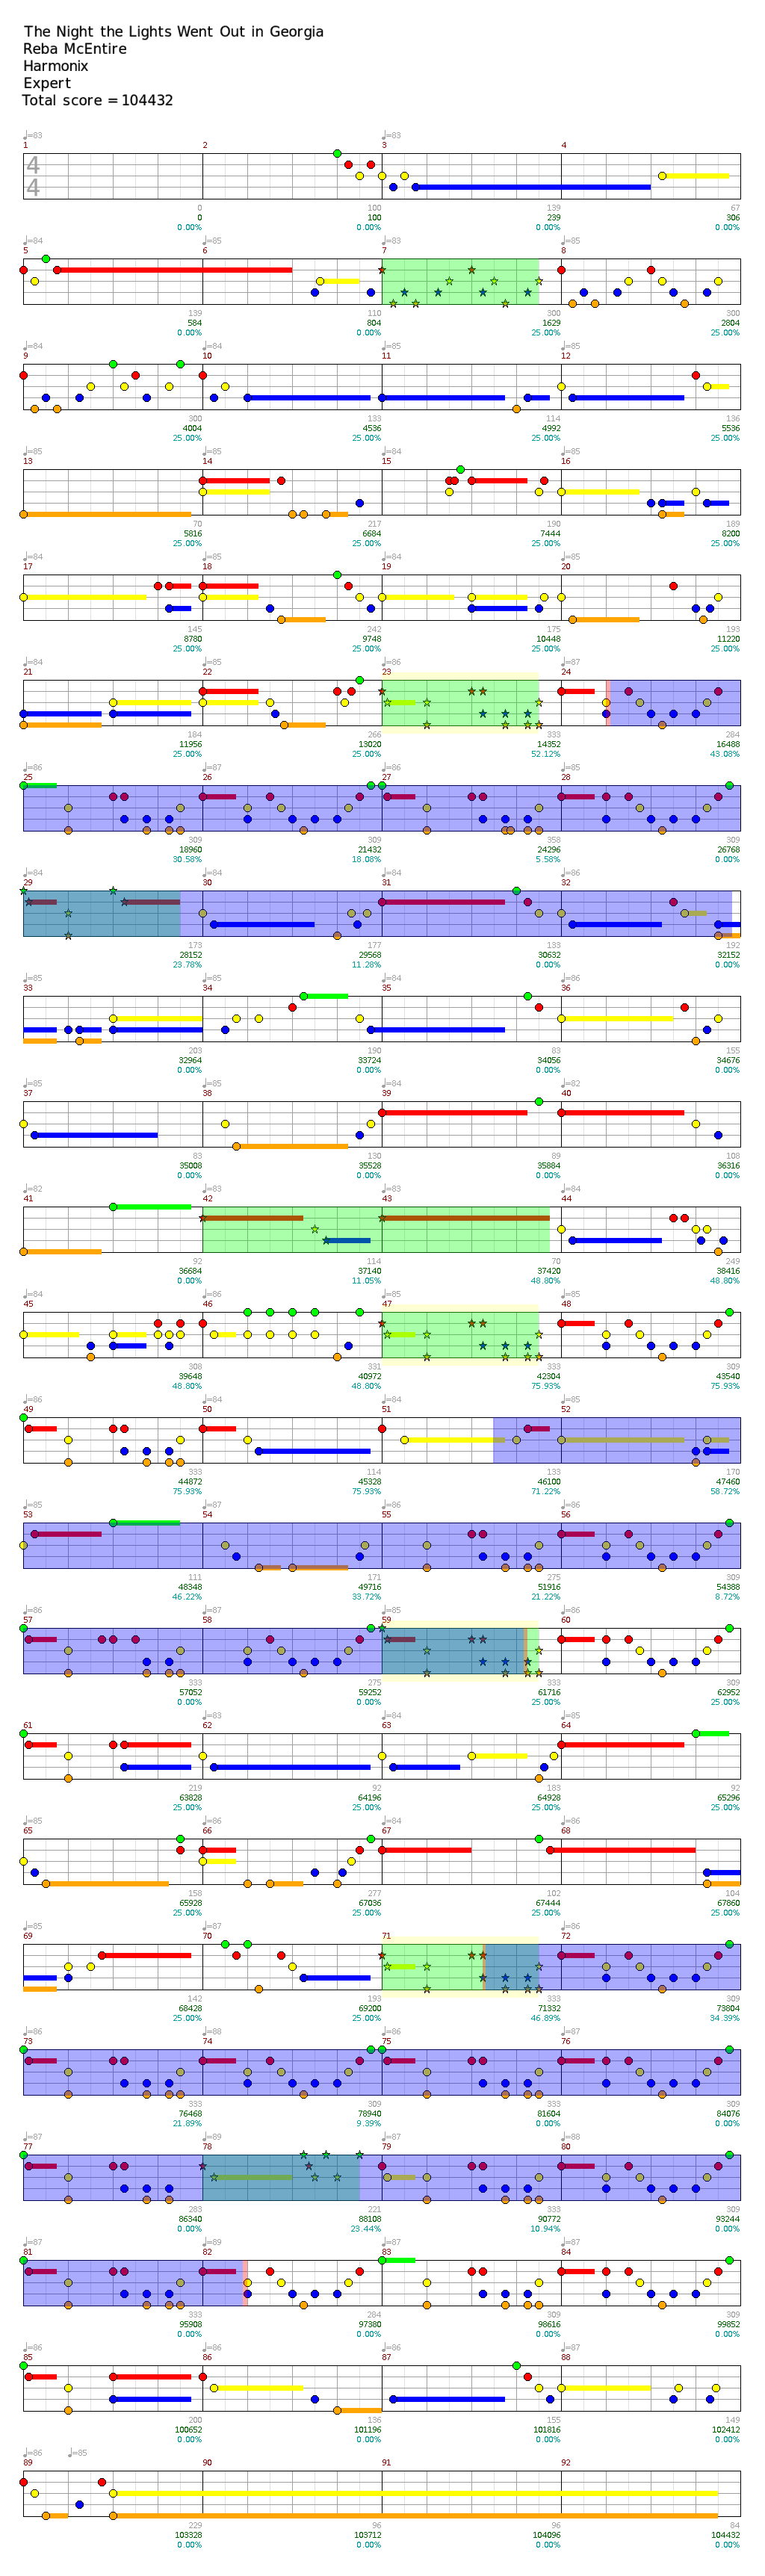 The Night the Lights Went Out in Georgia
Reba McEntire
Harmonix
Expert
Total score = 104432
♩=83 ♩=83
1 2 3 4
4
4
0 100 139 67
0 100 239 306
0.00% 0.00% 0.00% 0.00%
♩=84 ♩=85 ♩=83 ♩=85
5 6 7 8
139 110 300 300
584 804 1629 2804
0.00% 0.00% 25.00% 25.00%
♩=84 ♩=84 ♩=85
9 10 11 12
300 133 114 136
4004 4536 4992 5536
25.00% 25.00% 25.00% 25.00%
♩=85 ♩=84 ♩=85
13 14 15 16
70 217 190 189
5816 6684 7444 8200
25.00% 25.00% 25.00% 25.00%
♩=85 ♩=84
17 18 19 20
145 242 175 193
8780 9748 10448 11220
25.00% 25.00% 25.00% 25.00%
♩=84 ♩=85 ♩=86 ♩=87
21 22 23 24
184 266 333 284
11956 13020 14352 16488
25.00% 25.00% 52.12% 43.08%
♩=86 ♩=87 ♩=86
25 26 27 28
309 309 358 309
18960 21432 24296 26768
30.58% 18.08% 5.58% 0.00%
♩=84 ♩=85 ♩=84 ♩=86
29 30 31 32
173 177 133 192
28152 29568 30632 32152
23.78% 11.28% 0.00% 0.00%
♩=85 ♩=85 ♩=86
33 34 35 36
203 190 83 155
32964 33724 34056 34676
0.00% 0.00% 0.00% 0.00%
♩=85 ♩=84 ♩=82
37 38 39 40
83 130 89 108
35008 35528 35884 36316
0.00% 0.00% 0.00% 0.00%
♩=82 ♩=83 ♩=84
41 42 43 44
92 114 70 249
36684 37140 37420 38416
0.00% 11.05% 48.80% 48.80%
♩=84 ♩=86 ♩=85
45 46 47 48
308 331 333 309
39648 40972 42304 43540
48.80% 48.80% 75.93% 75.93%
♩=86 ♩=84 ♩=84
49 50 51 52
333 114 133 170
44872 45328 46100 47460
75.93% 75.93% 71.22% 58.72%
♩=85 ♩=87 ♩=86
53 54 55 56
111 171 275 309
48348 49716 51916 54388
46.22% 33.72% 21.22% 8.72%
♩=86 ♩=87 ♩=85 ♩=86
57 58 59 60
333 275 333 309
57052 59252 61716 62952
0.00% 0.00% 25.00% 25.00%
61 62 63 64
219 92 183 92
63828 64196 64928 65296
25.00% 25.00% 25.00% 25.00%
♩=85 ♩=86 ♩=84 ♩=86
65 66 67 68
158 277 102 104
65928 67036 67444 67860
25.00% 25.00% 25.00% 25.00%
♩=85 ♩=87
69 70 71 72
142 193 333 309
68428 69200 71332 73804
25.00% 25.00% 46.89% 34.39%
♩=86 ♩=88 ♩=86 ♩=87
73 74 75 76
333 309 333 309
76468 78940 81604 84076
21.89% 9.39% 0.00% 0.00%
♩=87 ♩=89 ♩=87 ♩=88
77 78 79 80
283 221 333 309
86340 88108 90772 93244
0.00% 23.44% 10.94% 0.00%
♩=87 ♩=89 ♩=87
81 82 83 84
333 284 309 309
95908 97380 98616 99852
0.00% 0.00% 0.00% 0.00%
♩=86 ♩=86 ♩=87
85 86 87 88
200 136 155 149
100652 101196 101816 102412
0.00% 0.00% 0.00% 0.00%
♩=86 ♩=85
89 90 91 92
229 96 96 84
103328 103712 104096 104432
0.00% 0.00% 0.00% 0.00%